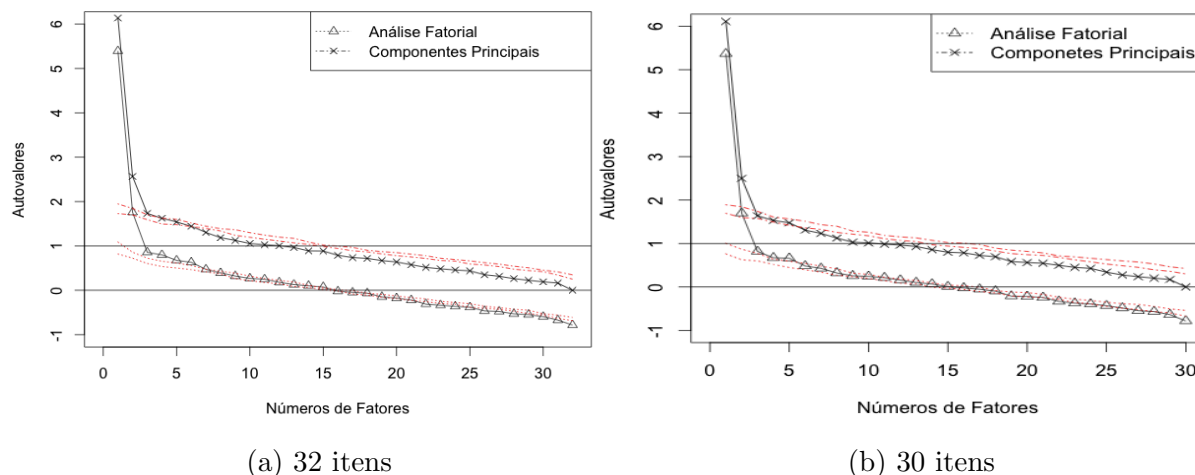 Análise Fatorial
Componentes Principais
Autovalores
6
5
4
3
2
1
0
-1
0 5 10 15 20 25 30
Números de Fatores
(a) 32 itens
Análise Fatorial
Componetes Principais
Autovalores
6
5
4
3
2
1
0
-1
0 5 10 15 20 25 30
Números de Fatores
(b) 30 itens